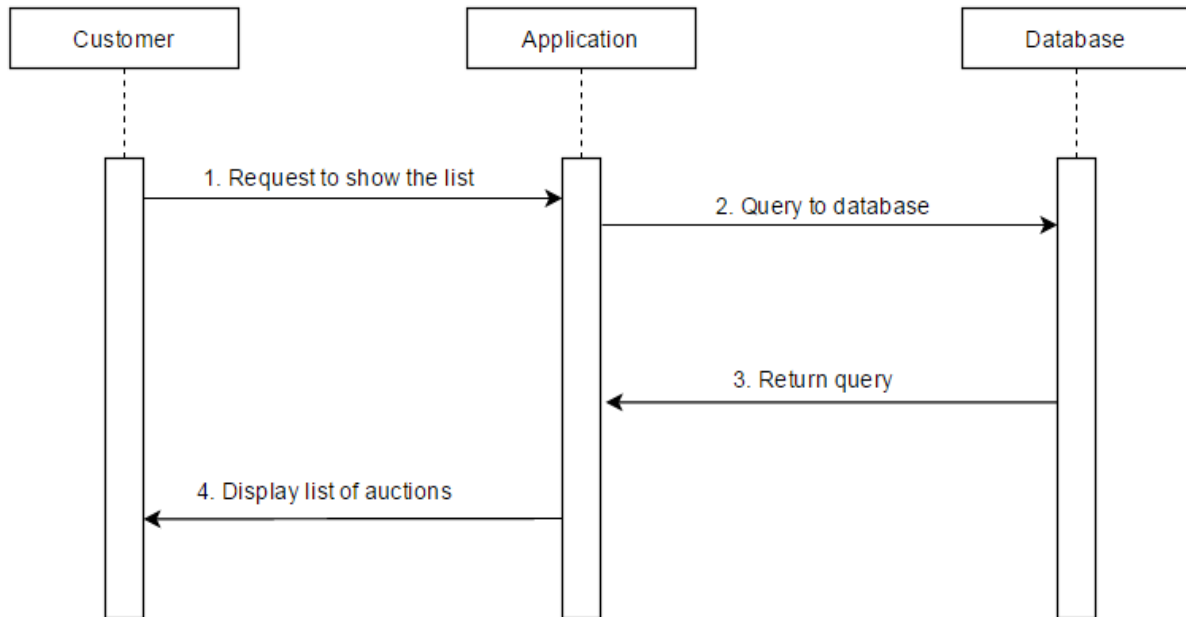 Customer
Application
Database
1. Request to show the list
2. Query to database
3. Return query
4. Display list of auctions